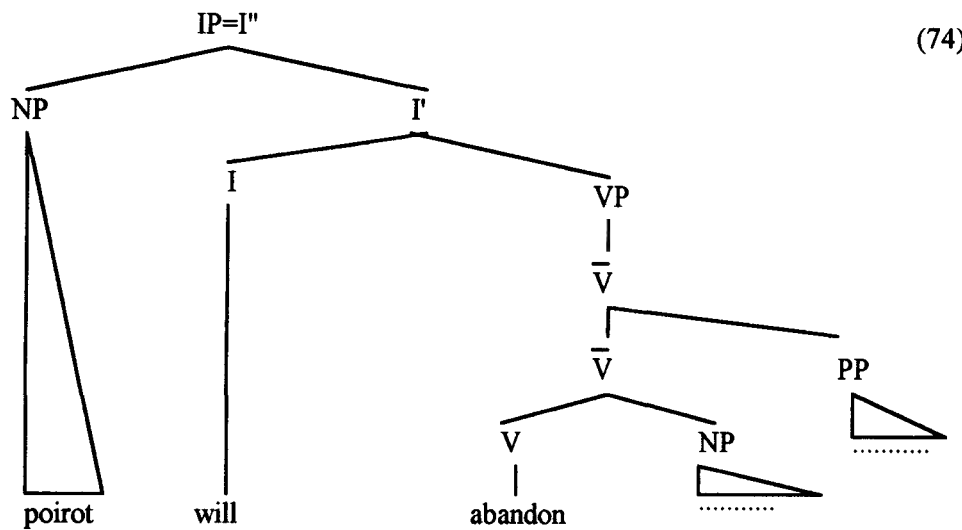 IP=I"
(74)
NP
I'
I
VP
V̅
V̅
PP
V
NP
poirot
will
abandon